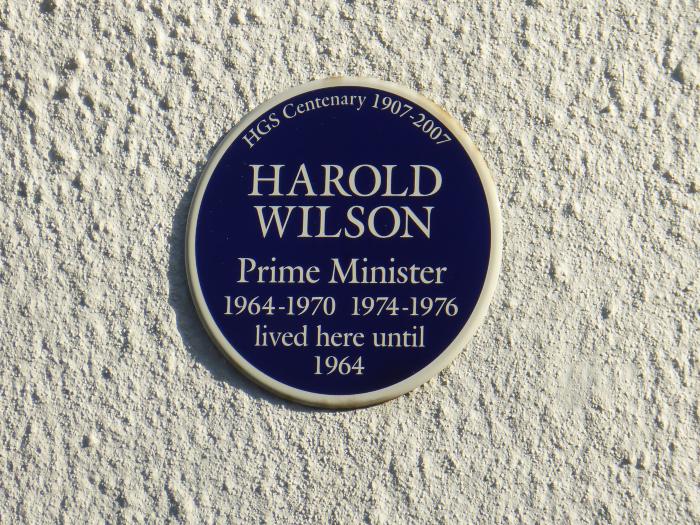 HGS Centenary 1907-2007
HAROLD
WILSON
Prime Minister
1964-1970 1974-1976
lived here until
1964